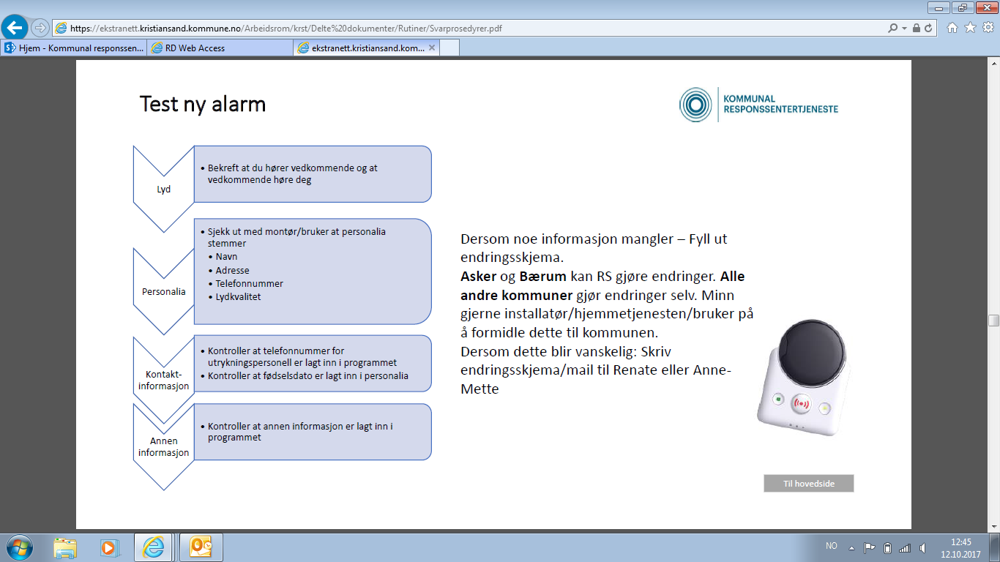 https://ekstranett.kristiansand.kommune.no/Arbeidsrom/krst/Delte%20dokumenter/Rutiner/Svarprosedyrer.pdf
Hjem - Kommunal responssen...
RD Web Access
ekstranett.kristiansand.kom...
Test ny alarm
KOMMUNAL
RESPONSSENTERTJENESTE
Lyd
• Bekreft at du hører vedkommende og at
vedkommende høre deg
Personalia
• Sjekk ut med montør/bruker at personalia
stemmer
• Navn
• Adresse
• Telefonnummer
• Lydkvalitet
Kontakt-
informasjon
• Kontroller at telefonnummer for
utrykningspersonell er lagt inn i programmet
• Kontroller at fødselsdato er lagt inn i personalia
Annen
informasjon
• Kontroller at annen informasjon er lagt inn i
programmet
Dersom noe informasjon mangler – Fyll ut
endringsskjema.
Asker og Bærum kan RS gjøre endringer. Alle
andre kommuner gjør endringer selv. Minn
gjerne installatør/hjemmetjenesten/bruker på
å formidle dette til kommunen.
Dersom dette blir vanskelig: Skriv
endringsskjema/mail til Renate eller Anne-
Mette
Til hovedside
NO
12:45
12.10.2017